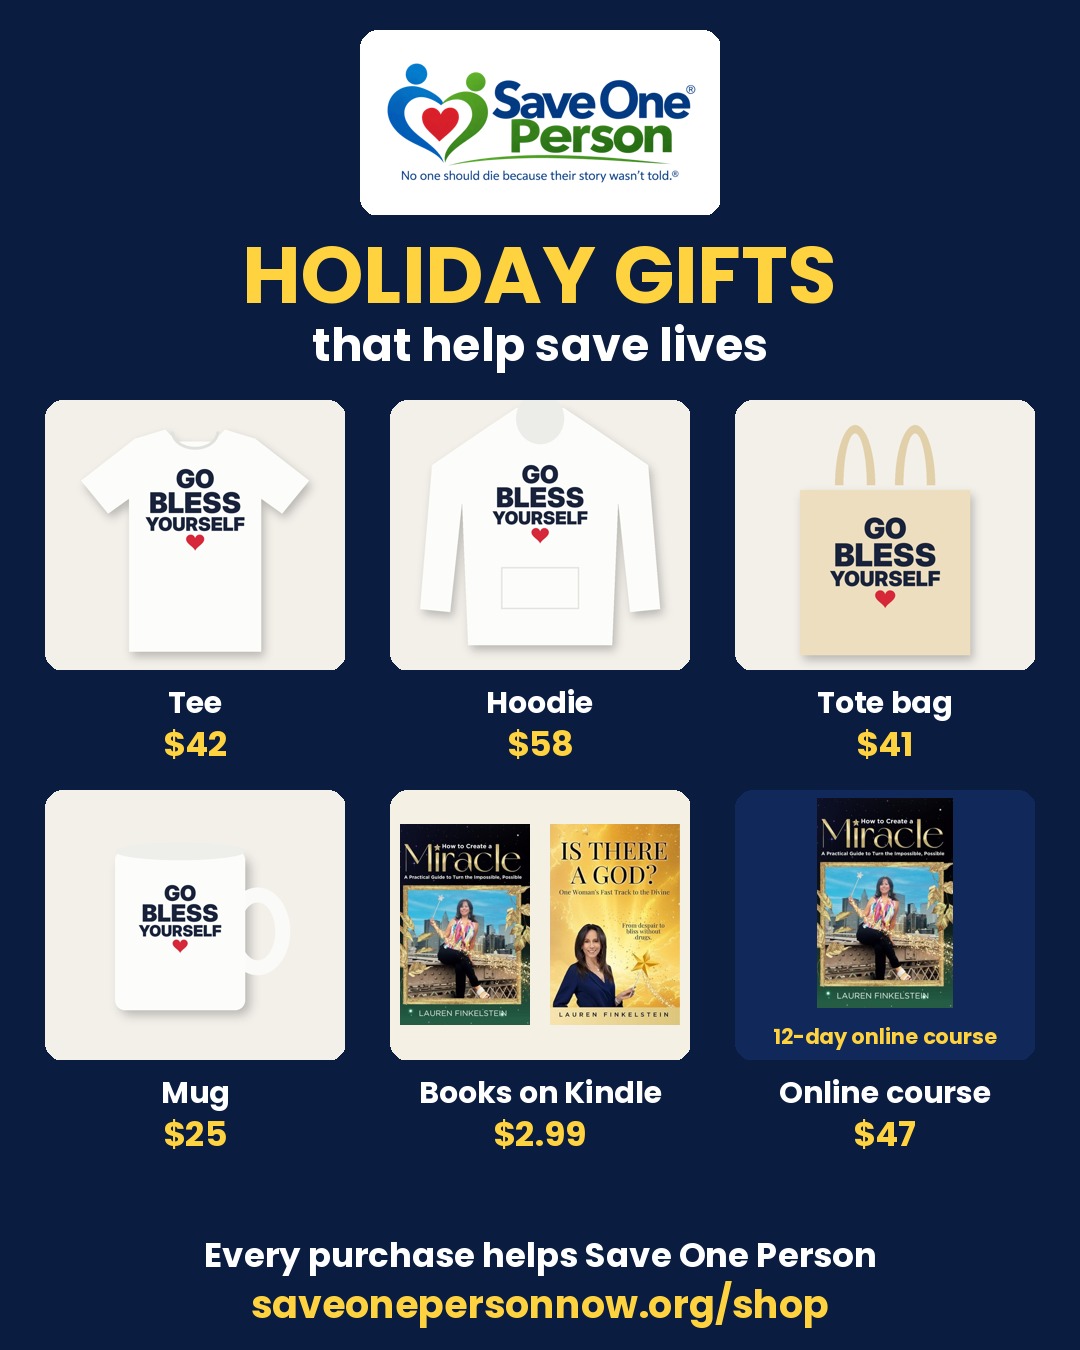 Save One®
Person
No one should die because their story wasn't told.®
HOLIDAY GIFTS
that help save lives
GO
BLESS
YOURSELF
GO
BLESS
YOURSELF
GO
BLESS
YOURSELF
Tee
Hoodie
Tote bag
$42
$58
$41
GO
BLESS
YOURSELF
How to Create a
Miracle
A Practical Guide to Turn the Impossible, Possible
LAUREN FINKELSTEIN
IS THERE
A GOD?
One Woman's Fast Track to the Divine
From despair to
bliss without
drugs.
LAUREN FINKELSTEIN
How to Create a
Miracle
A Practical Guide to Turn the Impossible, Possible
LAUREN FINKELSTEIN
12-day online course
Mug
Books on Kindle
Online course
$25
$2.99
$47
Every purchase helps Save One Person
saveonepersonnow.org/shop